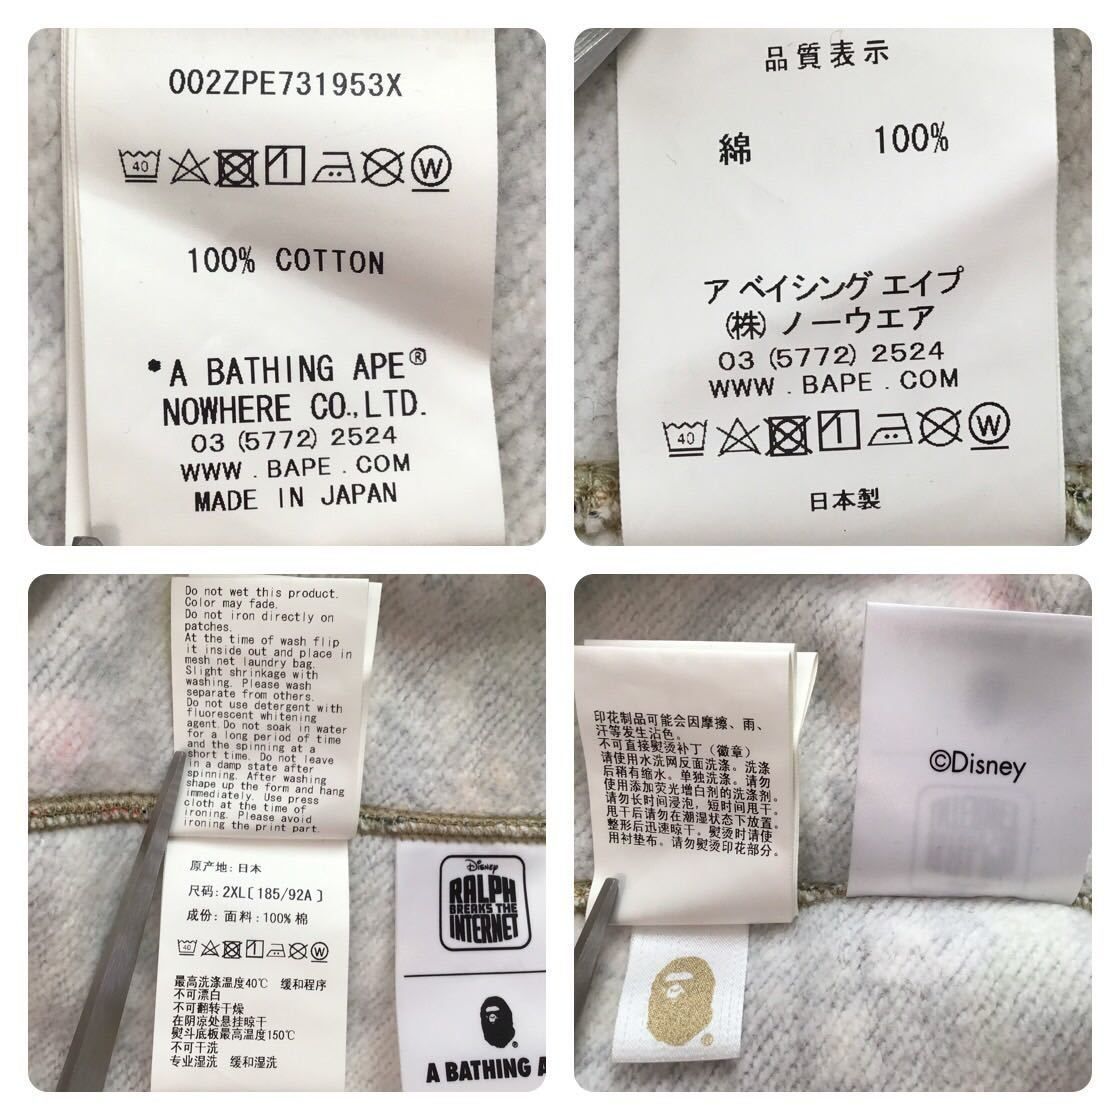 002ZPE731953X
40
W
100% COTTON
*A BATHING APE®
NOWHERE CO.,LTD.
03 (5772) 2524
WWW . BAPE . COM
MADE IN JAPAN
品質表示
綿 100%
ア ベイシング エイプ
(株) ノーウエア
03 (5772) 2524
WWW . BAPE . COM
40
W
日本製
Do not wet this product.
Color may fade.
Do not iron directly on
patches.
At the time of wash flip
it inside out and place in
mesh net laundry bag.
Slight shrinkage with
washing. Please wash
separate from others.
Do not use detergent with
fluorescent whitening
agent.Do not soak in water
for a long period of time
and the spinning at a
short time. Do not leave
in a damp state after
spinning. After washing
shape up the form and hang
immediately. Use press
cloth at the time of
ironing. Please avoid
ironing the print part.
原产地: 日本
尺码: 2XL[185/92A]
成份: 面料:100% 棉
40
W
最高洗涤温度40℃ 缓和程序
不可漂白
不可翻转干燥
在阴凉处悬挂晾干
熨斗底板最高温度150℃
不可干洗
专业湿洗 缓和湿洗
Disney
RALPH
BREAKS THE
INTERNET
®
A BATHING A
印花制品可能会因摩擦、雨、
汗等发生沾色。
不可直接熨烫补丁（徽章）
请使用水洗网反面洗涤。洗涤
后稍有缩水。单独洗涤。请勿
使用添加荧光增白剂的洗涤剂。
请勿长时间浸泡，短时间甩干。
甩干后请勿在潮湿状态下放置。
整形后迅速晾干。熨烫时请使
用衬垫布。请勿熨烫印花部分。
©Disney
®